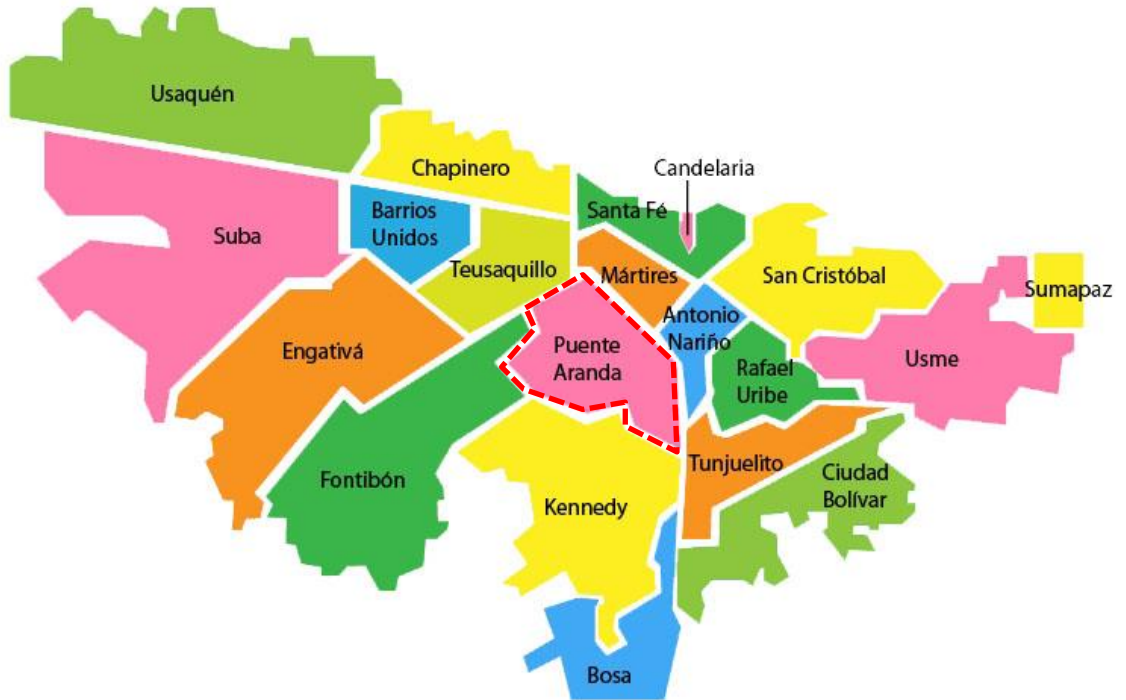 Usaquén
Chapinero
Candelaria
Suba
Barrios
Unidos
Santa Fé
Teusaquillo
Mártires
San Cristóbal
Sumapaz
Engativá
Puente
Aranda
Antonio
Nariño
Rafael
Uribe
Usme
Fontibón
Kennedy
Tunjuelito
Ciudad
Bolívar
Bosa